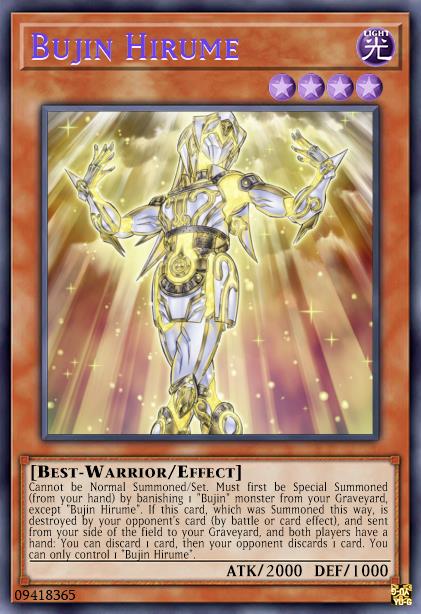 Bujin Hirume
LIGHT
光
[Best-Warrior/Effect]
Cannot be Normal Summoned/Set. Must first be Special Summoned
(from your hand) by banishing 1 "Bujin" monster from your Graveyard,
except "Bujin Hirume". If this card, which was Summoned this way, is
destroyed by your opponent's card (by battle or card effect), and sent
from your side of the field to your Graveyard, and both players have a
hand: You can discard 1 card, then your opponent discards 1 card. You
can only control 1 "Bujin Hirume".
ATK/2000 DEF/1000
09418365